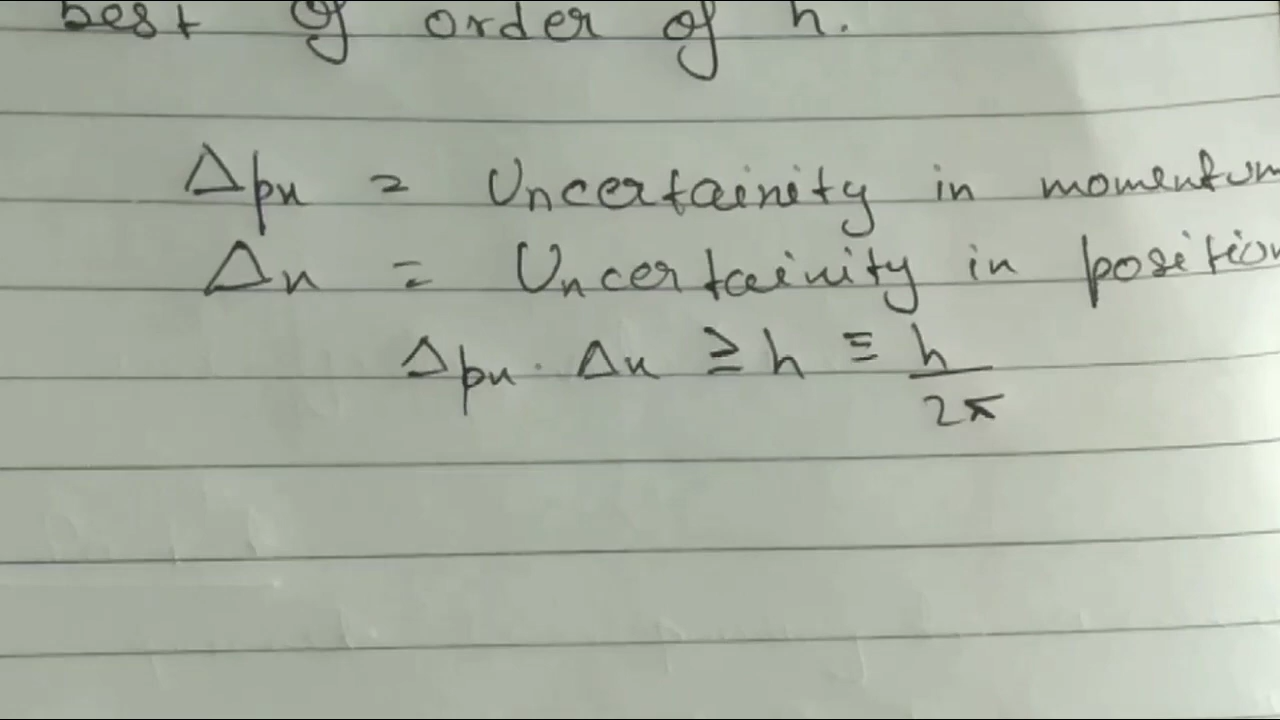 best of order of h.
Δpx = Uncertainity in momentum
Δx = Uncertainity in position
Δpx · Δx ≥ h ≡ h/2π